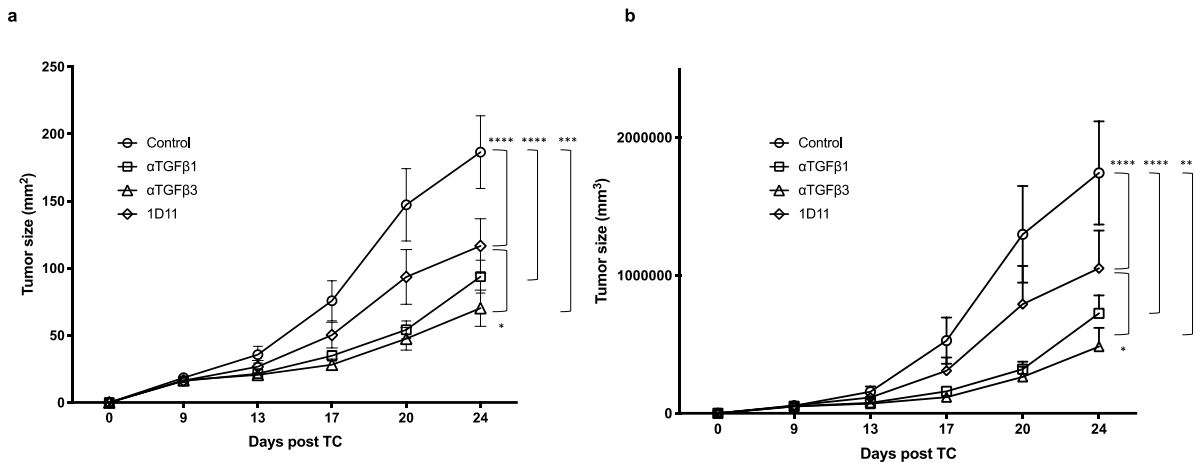 a
250
200
150
100
50
0
Tumor size (mm²)
Control
αTGFβ1
αTGFβ3
1D11
**** **** ***
*
0 9 13 17 20 24
Days post TC
b
2000000
1000000
0
Tumor size (mm³)
Control
αTGFβ1
αTGFβ3
1D11
**** **** **
*
0 9 13 17 20 24
Days post TC